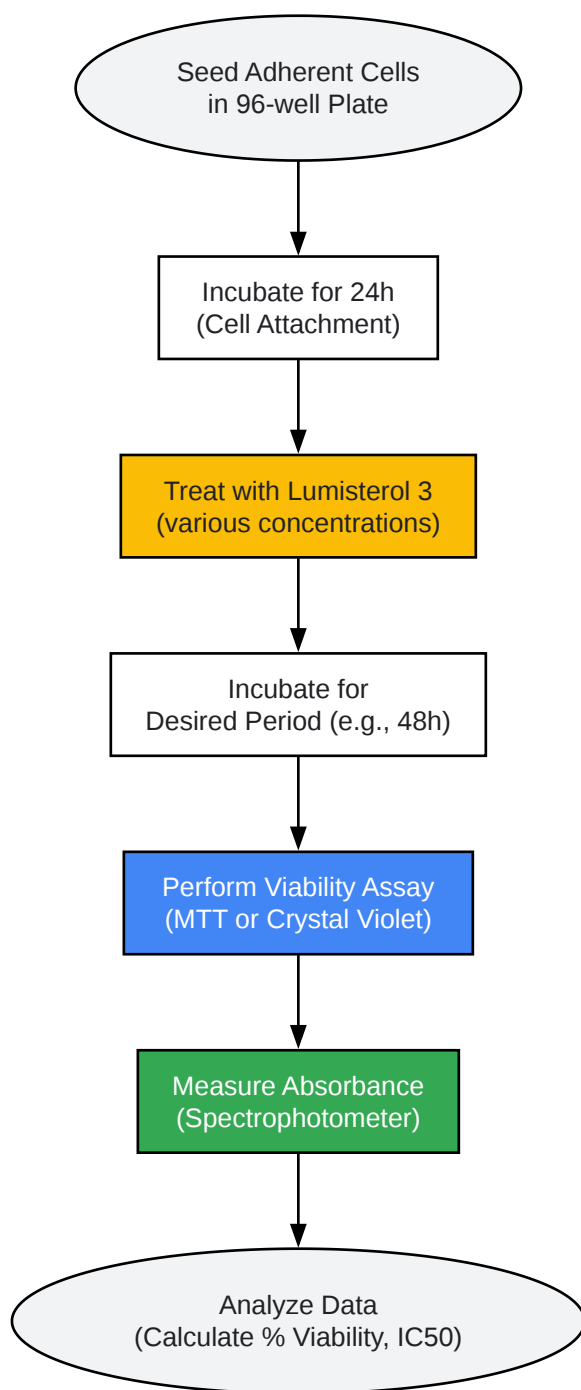 Seed Adherent Cells
in 96-well Plate
Incubate for 24h
(Cell Attachment)
Treat with Lumisterol 3
(various concentrations)
Incubate for
Desired Period (e.g., 48h)
Perform Viability Assay
(MTT or Crystal Violet)
Measure Absorbance
(Spectrophotometer)
Analyze Data
(Calculate % Viability, IC50)